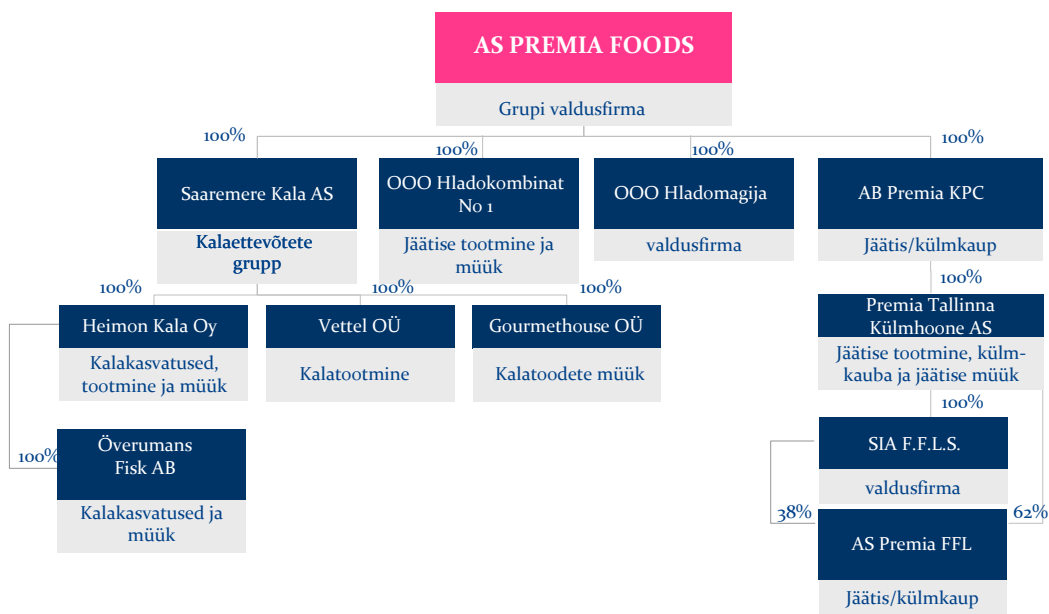 AS PREMIA FOODS
Grupi valdusfirma
100%
100%
100%
100%
Saaremere Kala AS
Kalaettevõtete
grupp
OOO Hladokombinat
No 1
Jäätise tootmine ja
müük
OOO Hladomagija
valdusfirma
AB Premia KPC
Jäätis/külmkaup
100%
100%
100%
100%
Heimon Kala Oy
Kalakasvatused,
tootmine ja müük
Vettel OÜ
Kalatootmine
Gourmethouse OÜ
Kalatoodete müük
Premia Tallinna
Külmhoone AS
Jäätise tootmine, külm-
kauba ja jäätise müük
100%
100%
Överumans
Fisk AB
Kalakasvatused ja
müük
SIA F.F.L.S.
valdusfirma
38%
62%
AS Premia FFL
Jäätis/külmkaup